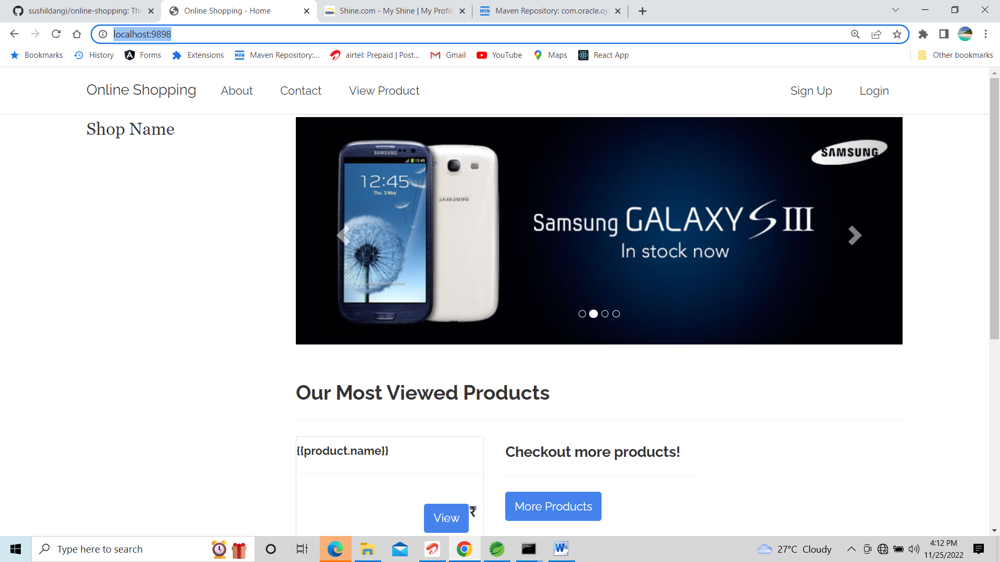 sushildangi/online-shopping: Thi
Online Shopping - Home
Shine.com - My Shine | My Profile
Maven Repository: com.oracle.ojd
localhost:9898
Bookmarks
History
Forms
Extensions
MVN Maven Repository:...
airtel: Prepaid | Post...
Gmail
YouTube
Maps
React App
Other bookmarks
Online Shopping
About
Contact
View Product
Sign Up
Login
Shop Name
SAMSUNG
12:45
12:45
Thu. 3 May
SAMSUNG
SAMSUNG
Samsung GALAXY S III
In stock now
Our Most Viewed Products
{{product.name}}
Checkout more products!
View
₹
More Products
Type here to search
27°C Cloudy
4:12 PM
11/25/2022